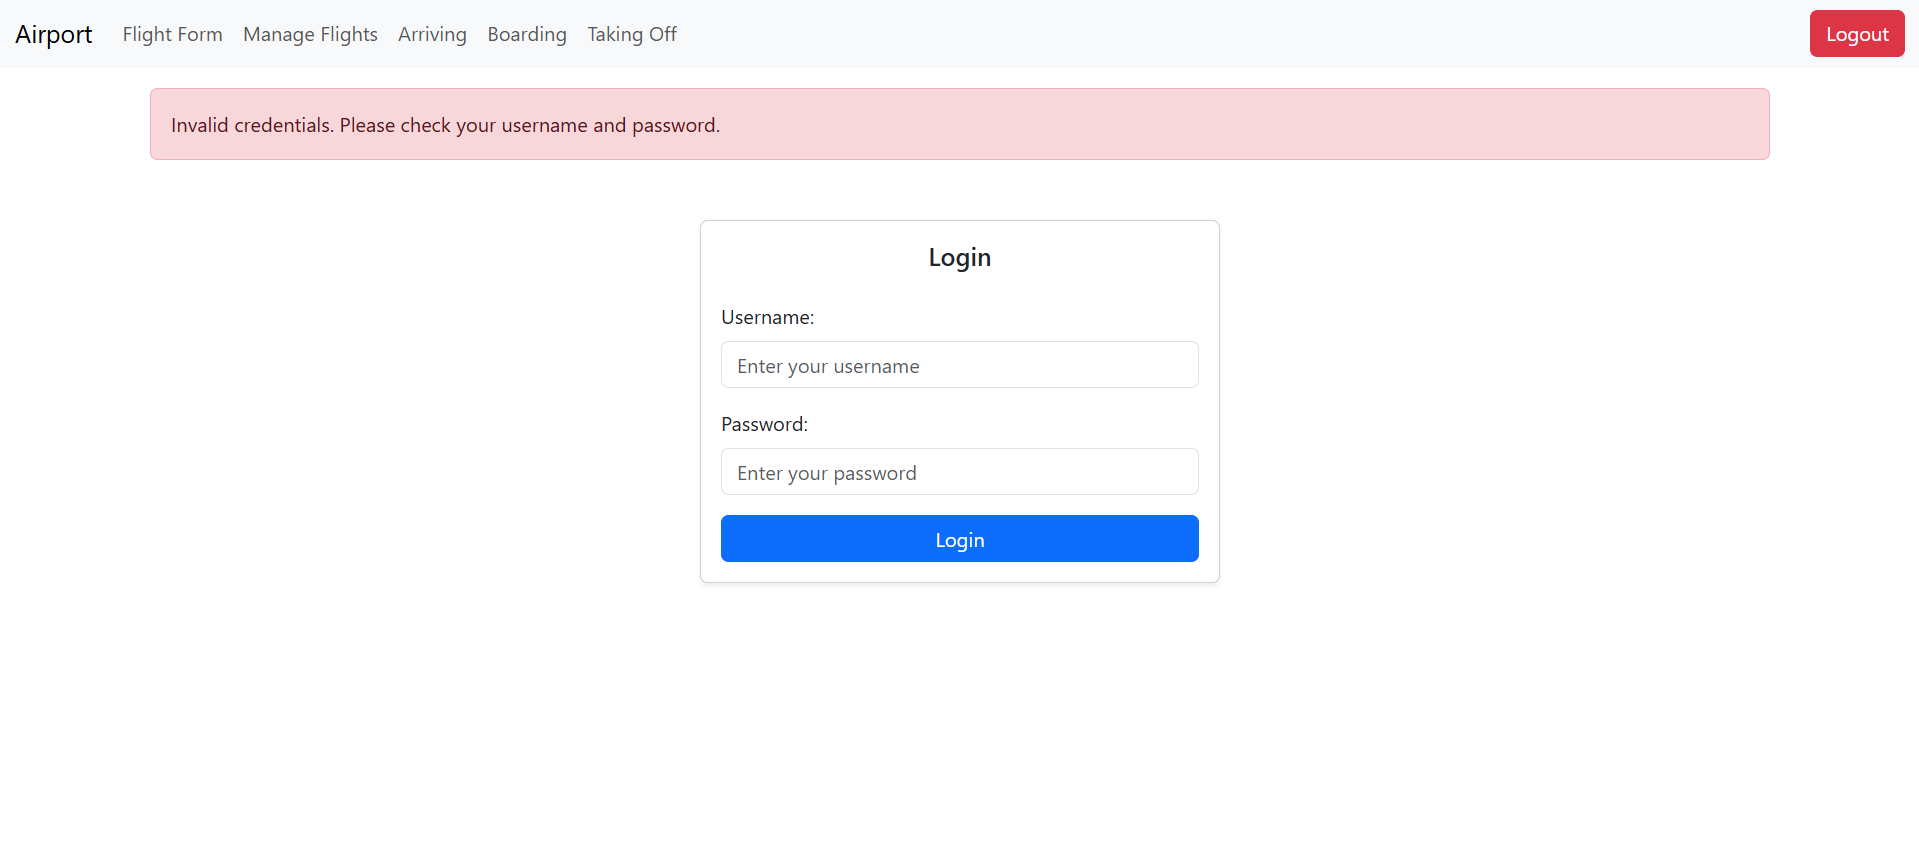 Airport Flight Form Manage Flights Arriving Boarding Taking Off Logout
Invalid credentials. Please check your username and password.
Login
Username:
Enter your username
Password:
Enter your password
Login